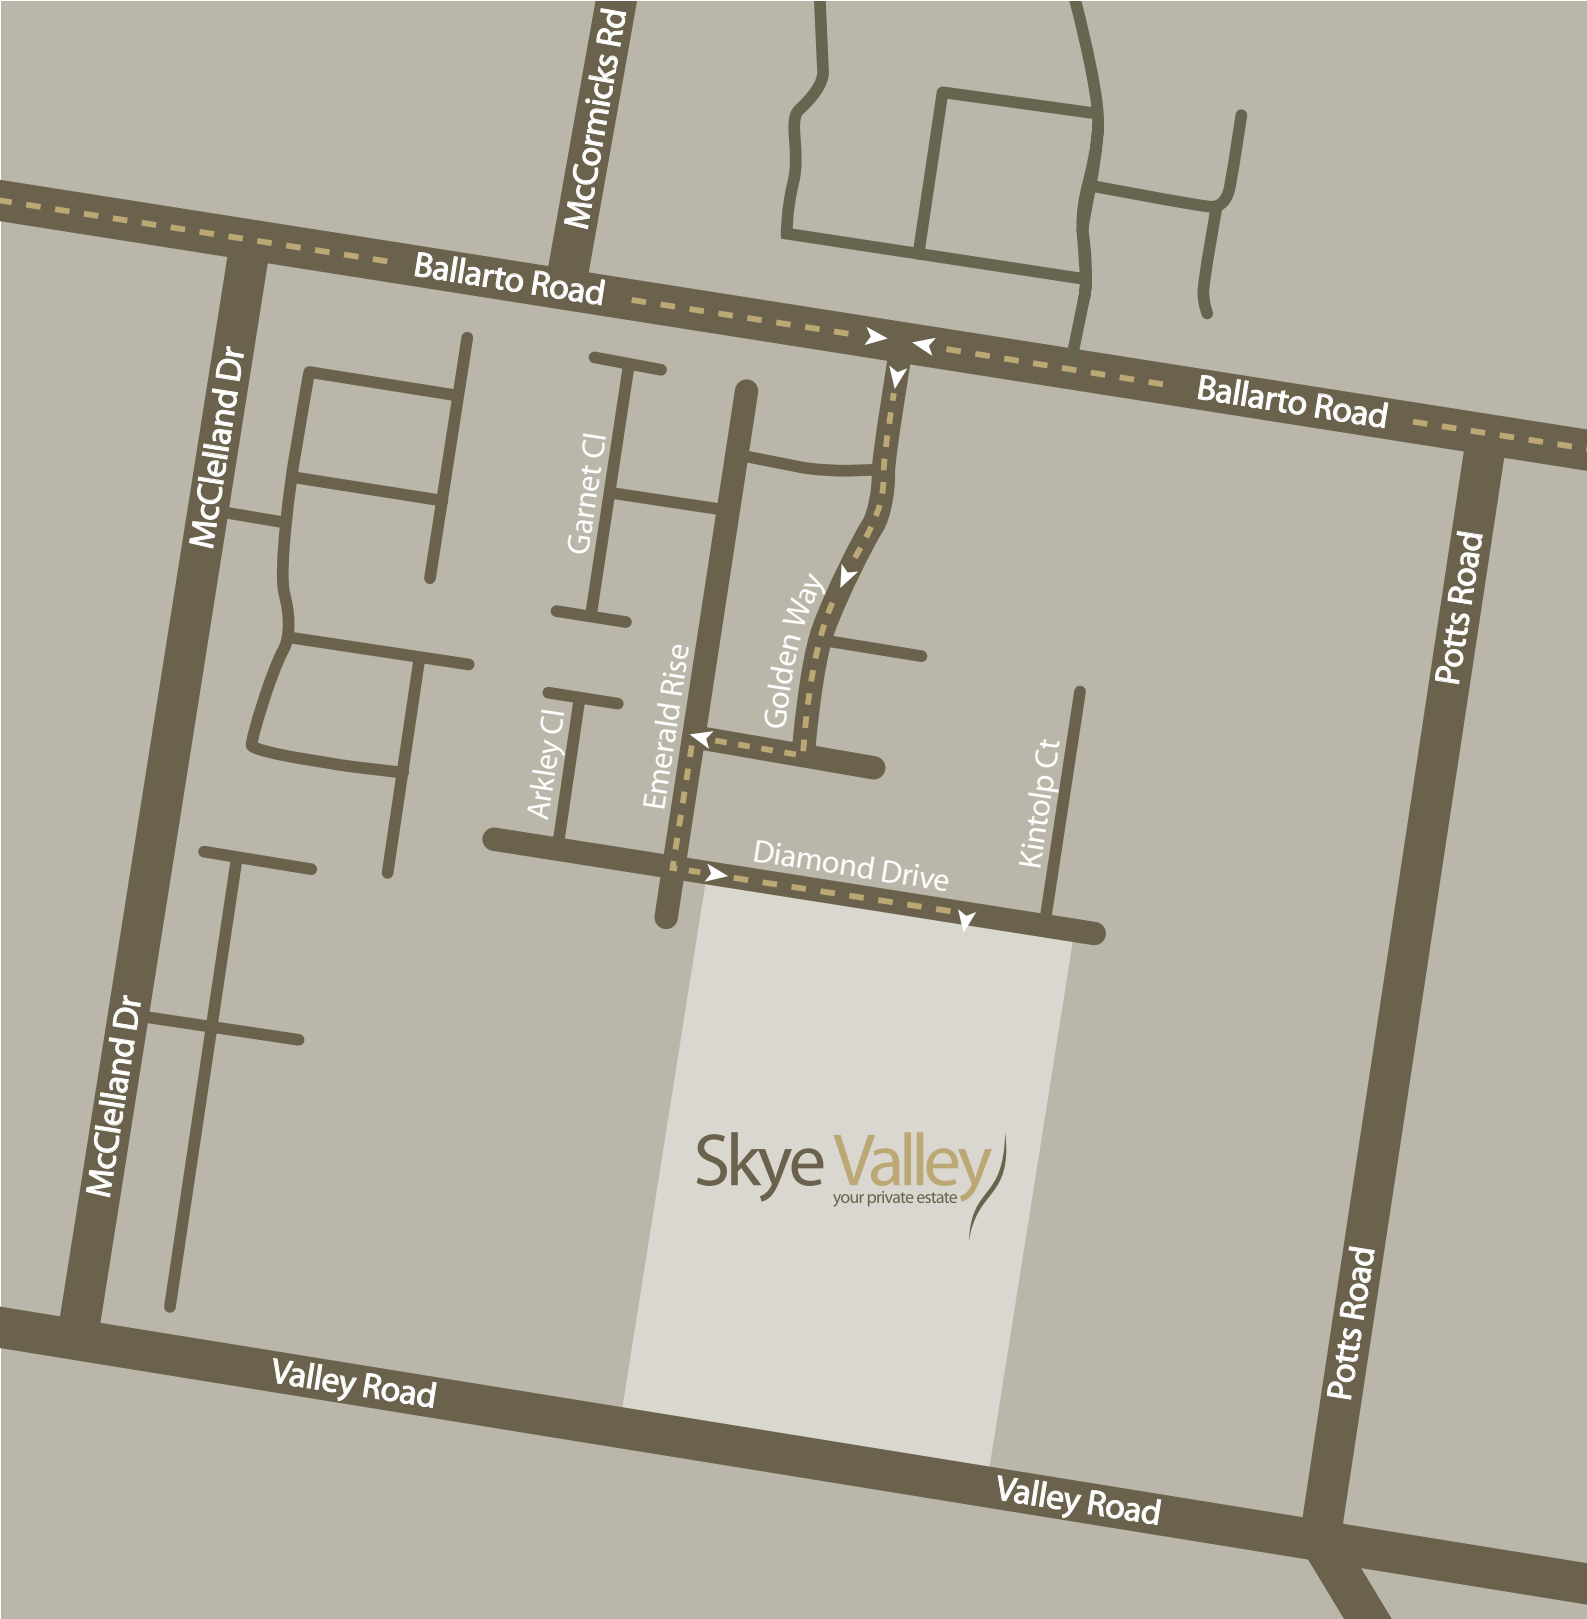 McCormicks Rd
Ballarto Road
Ballarto Road
McClelland Dr
Garnet Cl
Golden Way
Potts Road
Emerald Rise
Arkley Cl
Kintolp Ct
Diamond Drive
McClelland Dr
Skye Valley
your private estate
Potts Road
Valley Road
Valley Road